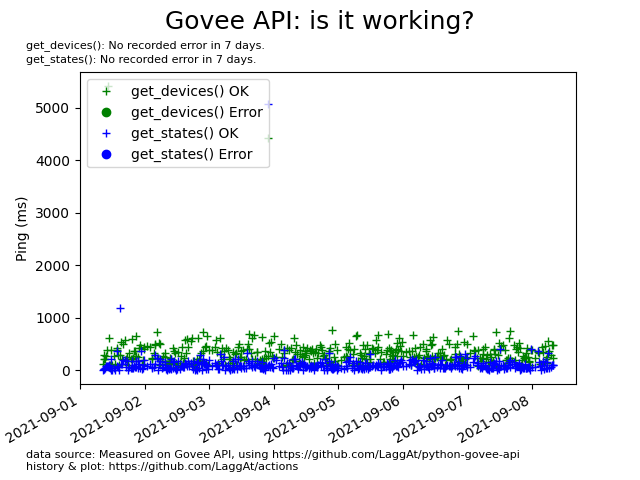 Govee API: is it working?
get_devices(): No recorded error in 7 days.
get_states(): No recorded error in 7 days.
get_devices() OK
get_devices() Error
get_states() OK
get_states() Error
Ping (ms)
5000
4000
3000
2000
1000
0
2021-09-01
2021-09-02
2021-09-03
2021-09-04
2021-09-05
2021-09-06
2021-09-07
2021-09-08
data source: Measured on Govee API, using https://github.com/LaggAt/python-govee-api
history & plot: https://github.com/LaggAt/actions